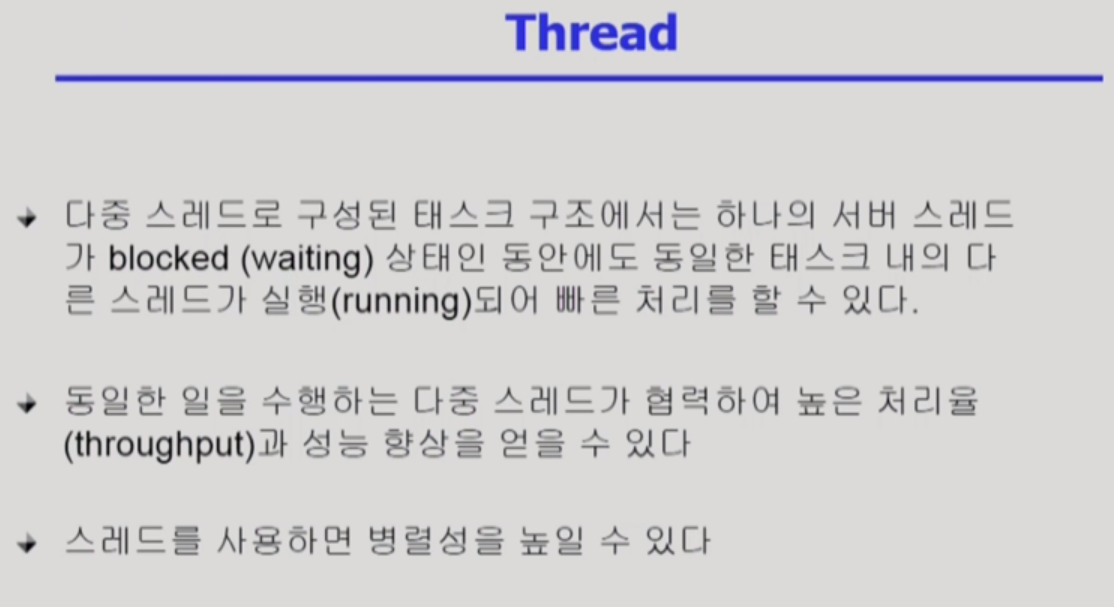 Thread
다중 스레드로 구성된 태스크 구조에서는 하나의 서버 스레드
가 blocked (waiting) 상태인 동안에도 동일한 태스크 내의 다
른 스레드가 실행(running)되어 빠른 처리를 할 수 있다.
동일한 일을 수행하는 다중 스레드가 협력하여 높은 처리율
(throughput)과 성능 향상을 얻을 수 있다
스레드를 사용하면 병렬성을 높일 수 있다